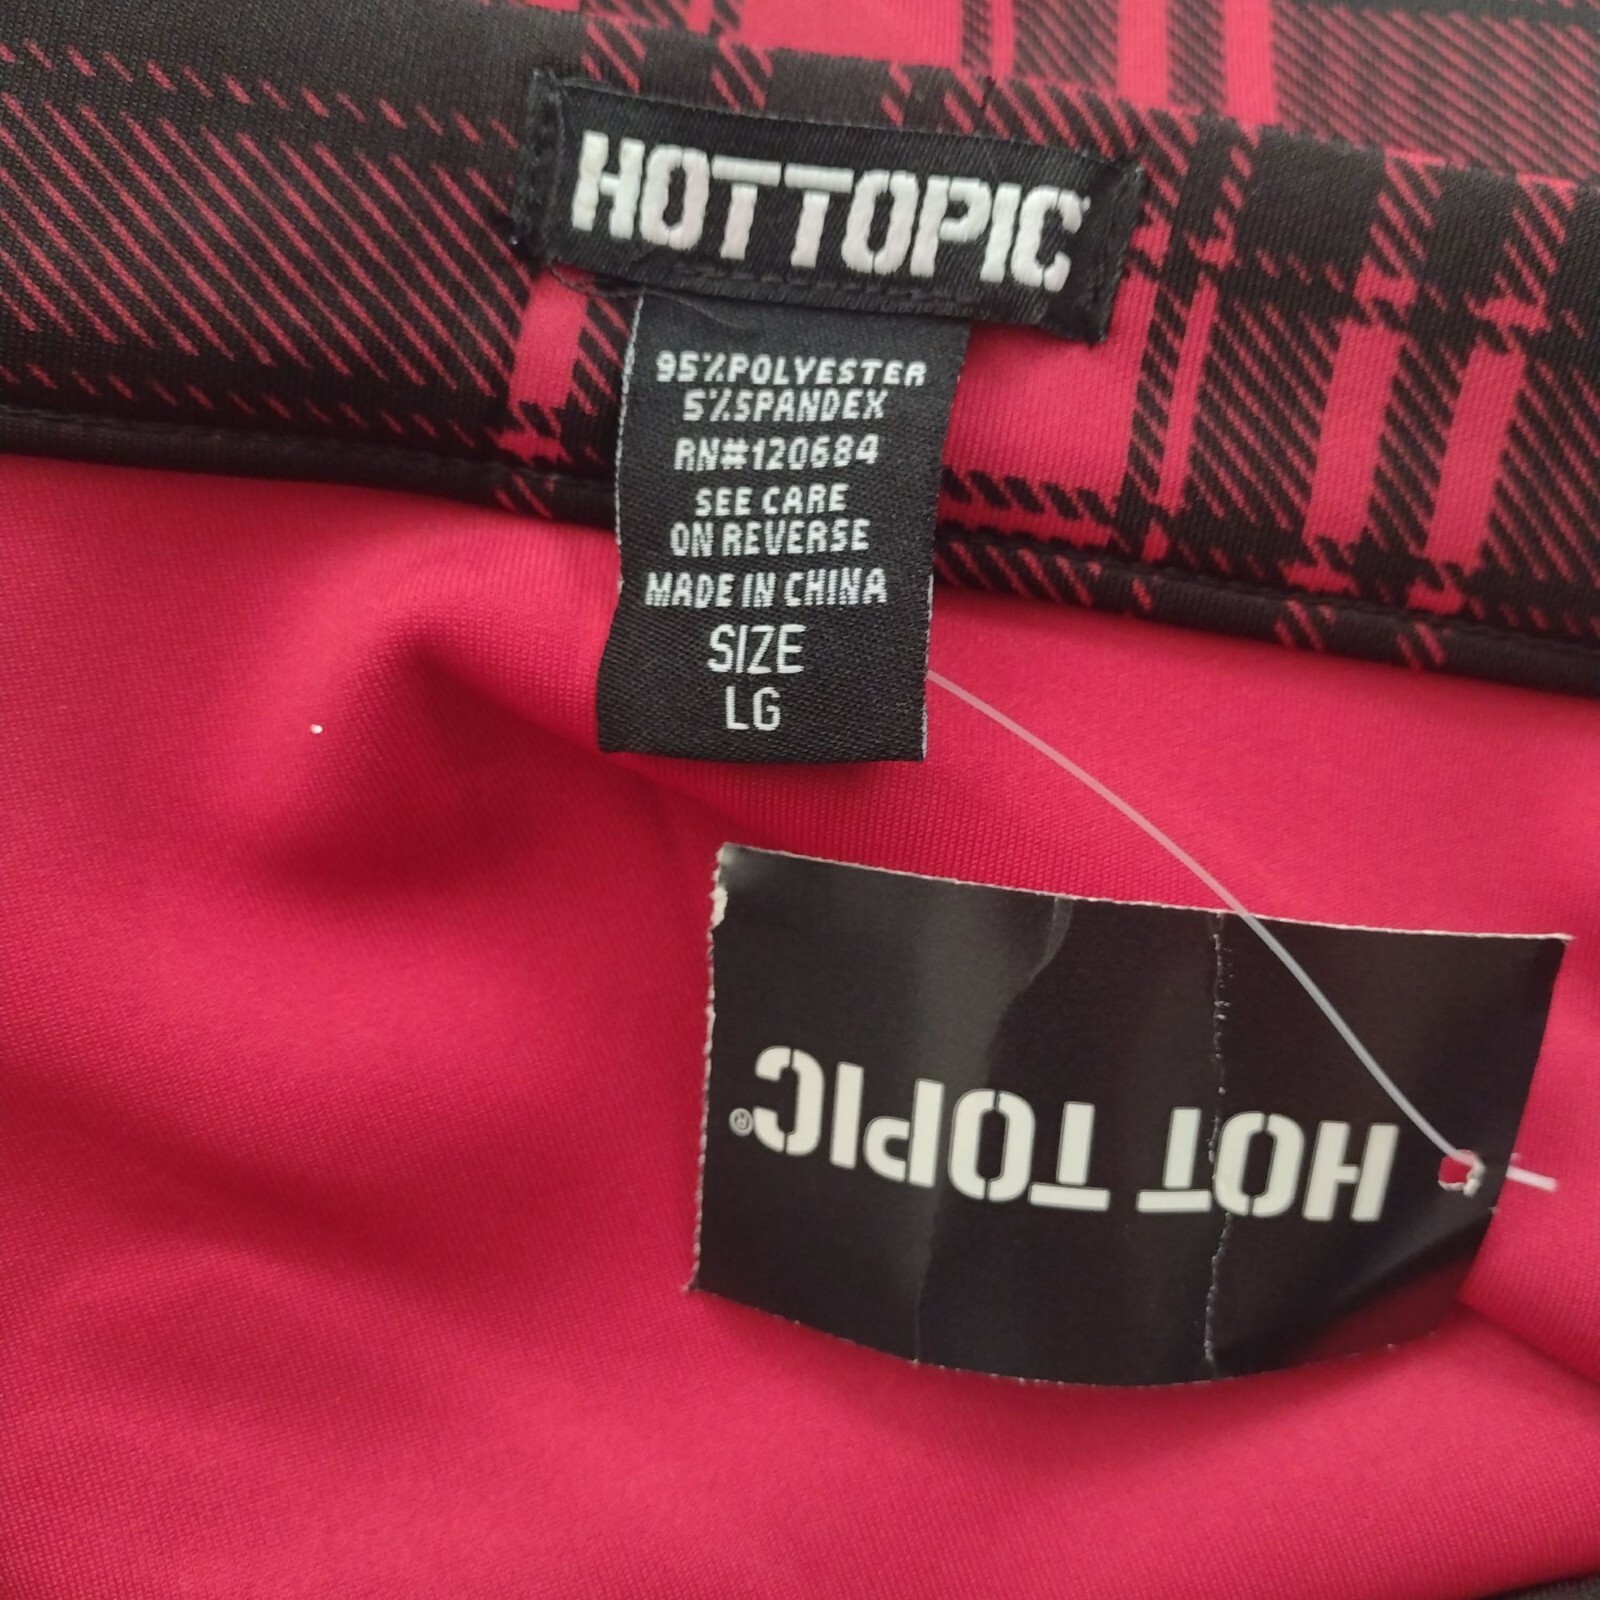 HOTTOPIC
95%POLYESTER
5%SPANDEX
RN#120684
SEE CARE
ON REVERSE
MADE IN CHINA
SIZE
LG
HOT TOPIC®